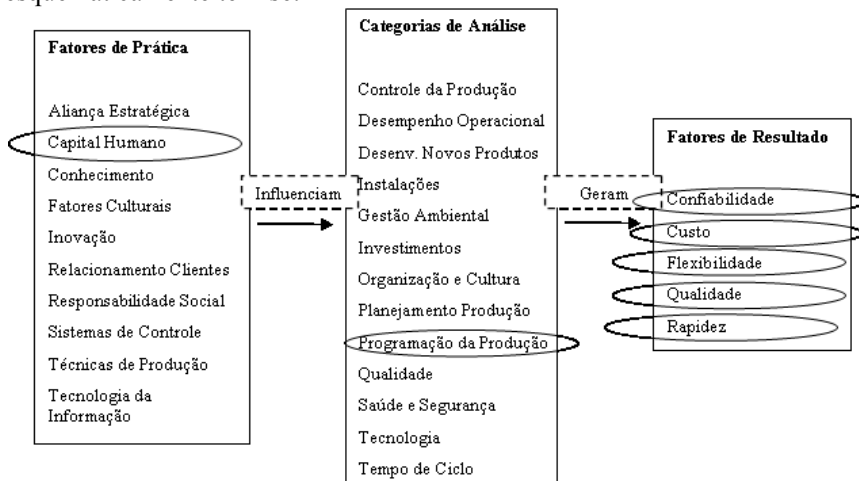 Fatores de Prática
Aliança Estratégica
Capital Humano
Conhecimento
Fatores Culturais
Inovação
Relacionamento Clientes
Responsabilidade Social
Sistemas de Controle
Técnicas de Produção
Tecnologia da
Informação
Influenciam
Categorias de Análise
Controle da Produção
Desempenho Operacional
Desenv. Novos Produtos
Instalações
Gestão Ambiental
Investimentos
Organização e Cultura
Planejamento Produção
Programação da Produção
Qualidade
Saúde e Segurança
Tecnologia
Tempo de Ciclo
Geram
Fatores de Resultado
Confiabilidade
Custo
Flexibilidade
Qualidade
Rapidez